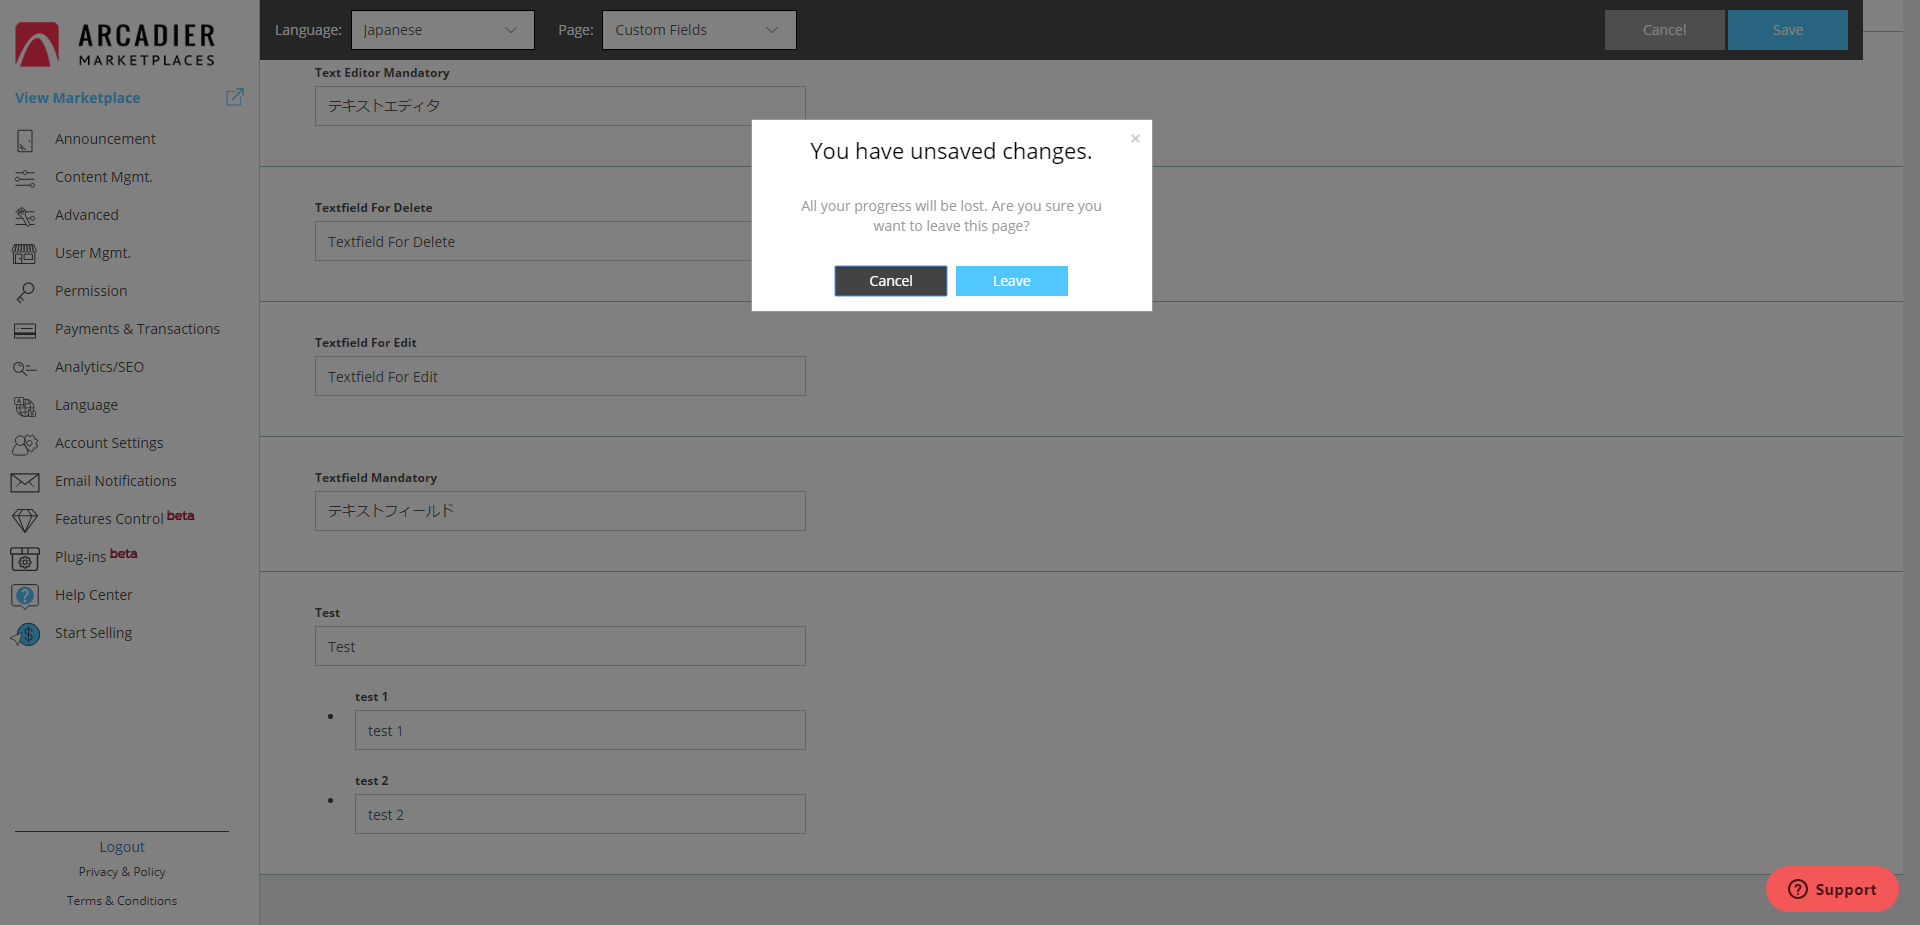 ARCADIER
MARKETPLACES
View Marketplace
Announcement
Content Mgmt.
Advanced
User Mgmt.
Permission
Payments & Transactions
Analytics/SEO
Language
Account Settings
Email Notifications
Features Control beta
Plug-ins beta
Help Center
Start Selling
Logout
Privacy & Policy
Terms & Conditions
Language: Japanese Page: Custom Fields Cancel Save
Text Editor Mandatory
テキストエディタ
Textfield For Delete
Textfield For Delete
Textfield For Edit
Textfield For Edit
Textfield Mandatory
テキストフィールド
Test
Test
test 1
test 1
test 2
test 2
You have unsaved changes.
×
All your progress will be lost. Are you sure you
want to leave this page?
Cancel Leave
Support